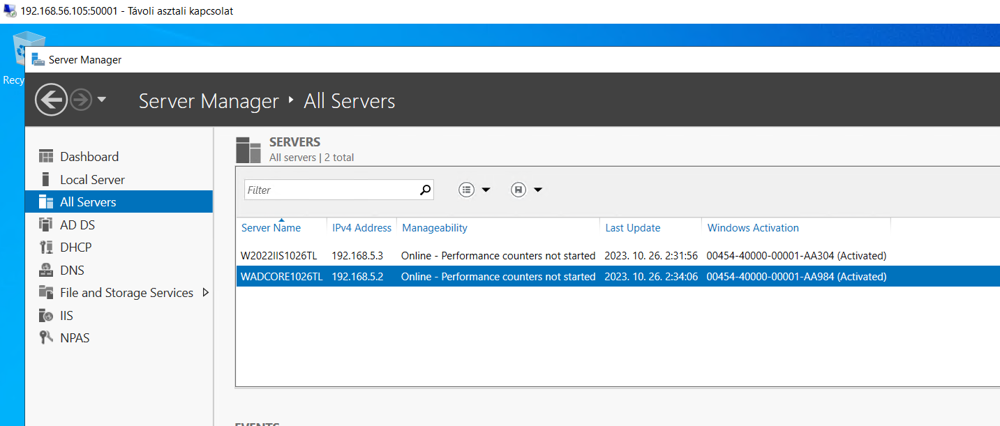 192.168.56.105:50001 - Távoli asztali kapcsolat
Server Manager
Recy
Server Manager ‣ All Servers
Dashboard
Local Server
All Servers
AD DS
DHCP
DNS
File and Storage Services
IIS
NPAS
SERVERS
All servers | 2 total
Filter
Server Name IPv4 Address Manageability Last Update Windows Activation
W2022IIS1026TL 192.168.5.3 Online - Performance counters not started 2023. 10. 26. 2:31:56 00454-40000-00001-AA304 (Activated)
WADCORE1026TL 192.168.5.2 Online - Performance counters not started 2023. 10. 26. 2:34:06 00454-40000-00001-AA984 (Activated)
EVENTS